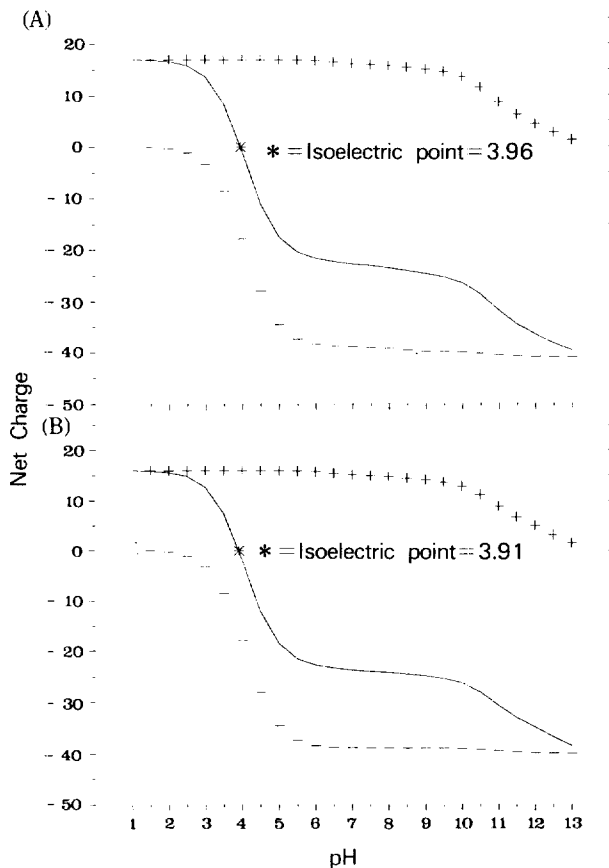 (A)
20
10
0
- 10
- 20
- 30
- 40
- 50
* = Isoelectric point = 3.96
(B)
20
10
0
- 10
- 20
- 30
- 40
- 50
* = Isoelectric point = 3.91
Net Charge
1 2 3 4 5 6 7 8 9 10 11 12 13
pH